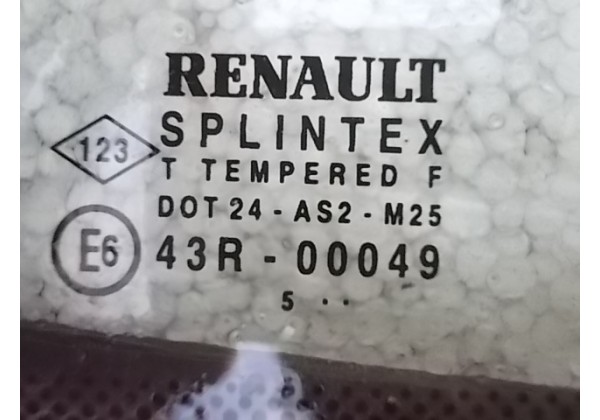 RENAULT
SPLINTEX
123
T TEMPERED F
DOT 24 - AS2 - M25
E6 43R - 00049
5 ··